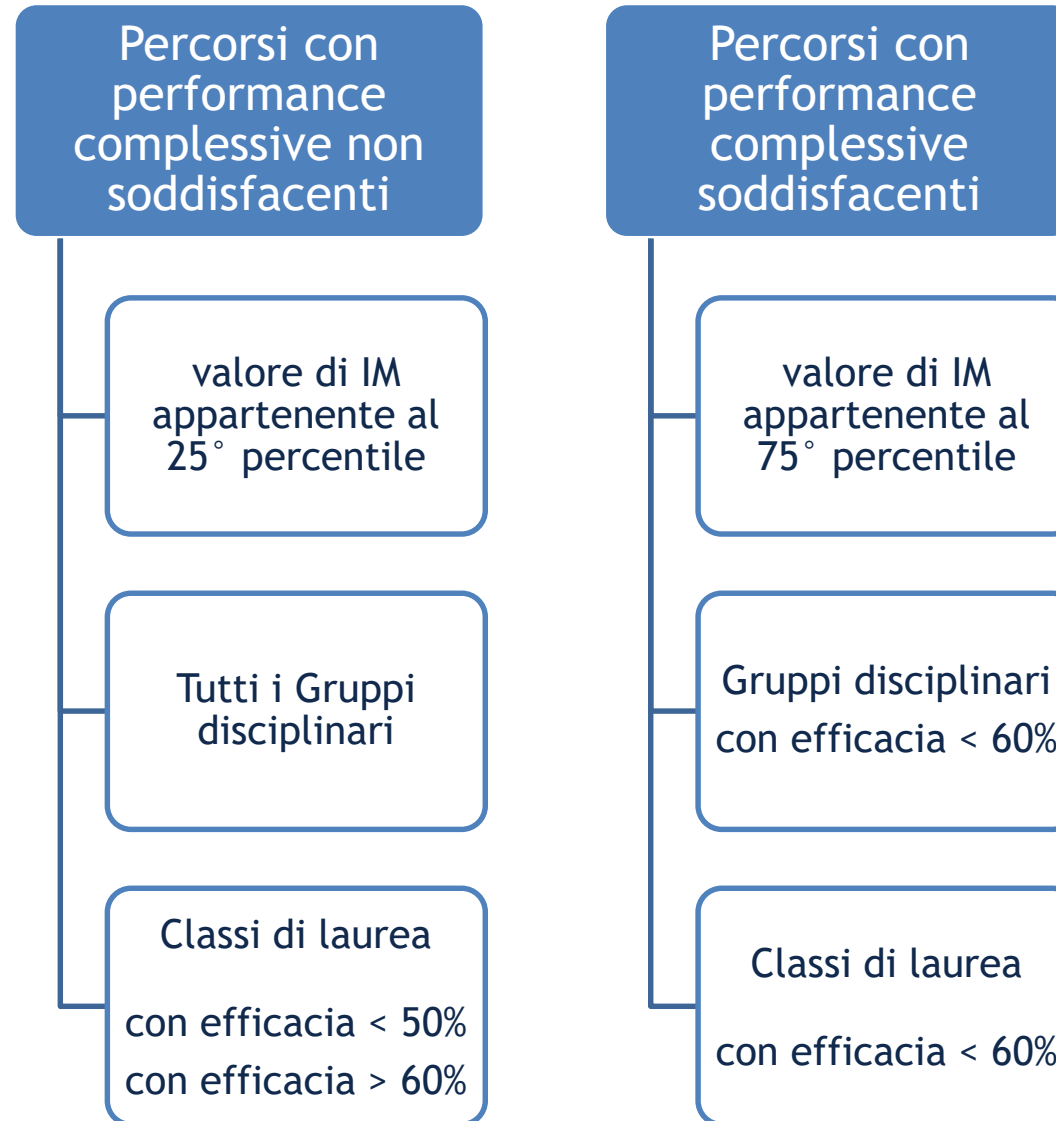 Percorsi con
performance
complessive non
soddisfacenti
valore di IM
appartenente al
25° percentile
Tutti i Gruppi
disciplinari
Classi di laurea
con efficacia < 50%
con efficacia > 60%
Percorsi con
performance
complessive
soddisfacenti
valore di IM
appartenente al
75° percentile
Gruppi disciplinari
con efficacia < 60%
Classi di laurea
con efficacia < 60%